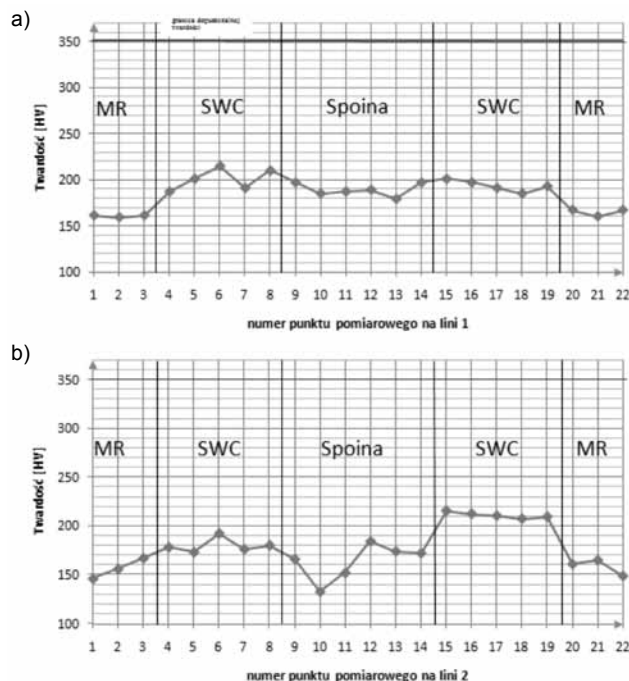 a)
granica dopuszczalnej
twardości
Twardość [HV]
350
300
250
200
150
100
MR SWC Spoina SWC MR
1 2 3 4 5 6 7 8 9 10 11 12 13 14 15 16 17 18 19 20 21 22
numer punktu pomiarowego na lini 1
b)
Twardość [HV]
350
300
250
200
150
100
MR SWC Spoina SWC MR
1 2 3 4 5 6 7 8 9 10 11 12 13 14 15 16 17 18 19 20 21 22
numer punktu pomiarowego na lini 2